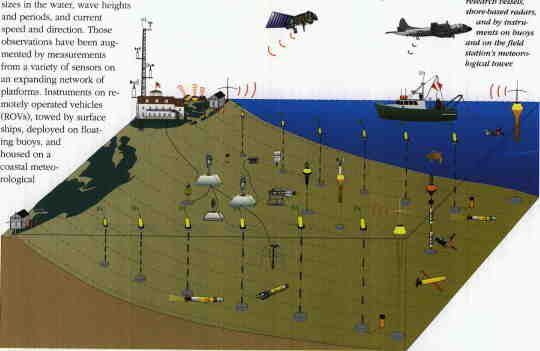 sizes in the water, wave heights
and periods, and current
speed and direction. Those
observations have been aug-
mented by measurements
from a variety of sensors on
an expanding network of
platforms. Instruments on re-
motely operated vehicles
(ROVs), towed by surface
ships, deployed on float-
ing buoys, and
housed on a
coastal meteo-
rological
research vessels,
shore-based radars,
and by instru-
ments on buoys
and on the field
station's meteoro-
logical tower